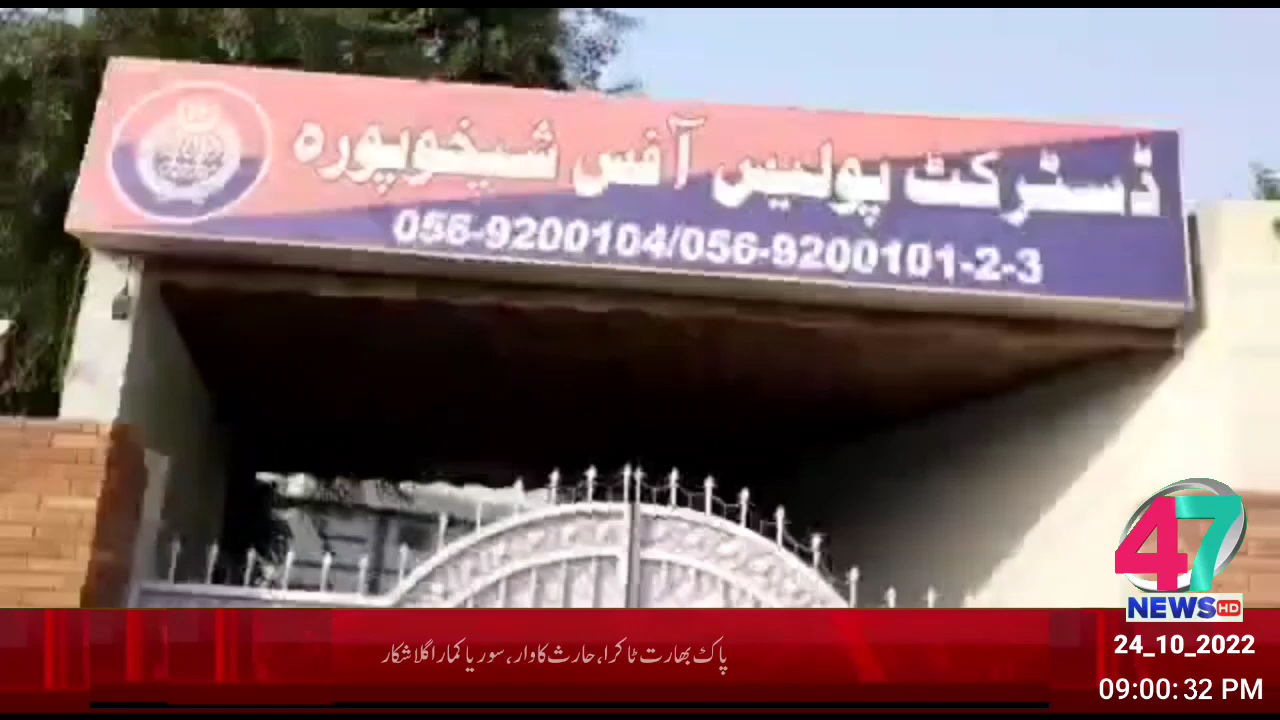 ڈسٹرکٹ پولیس آفس شیخوپورہ
056-9200104/056-9200101-2-3
47
NEWS HD
پاک بھارت ٹاکرا، حارث کا وار، سوریا کمار اگلا شکار
24_10_2022
09:00:32 PM